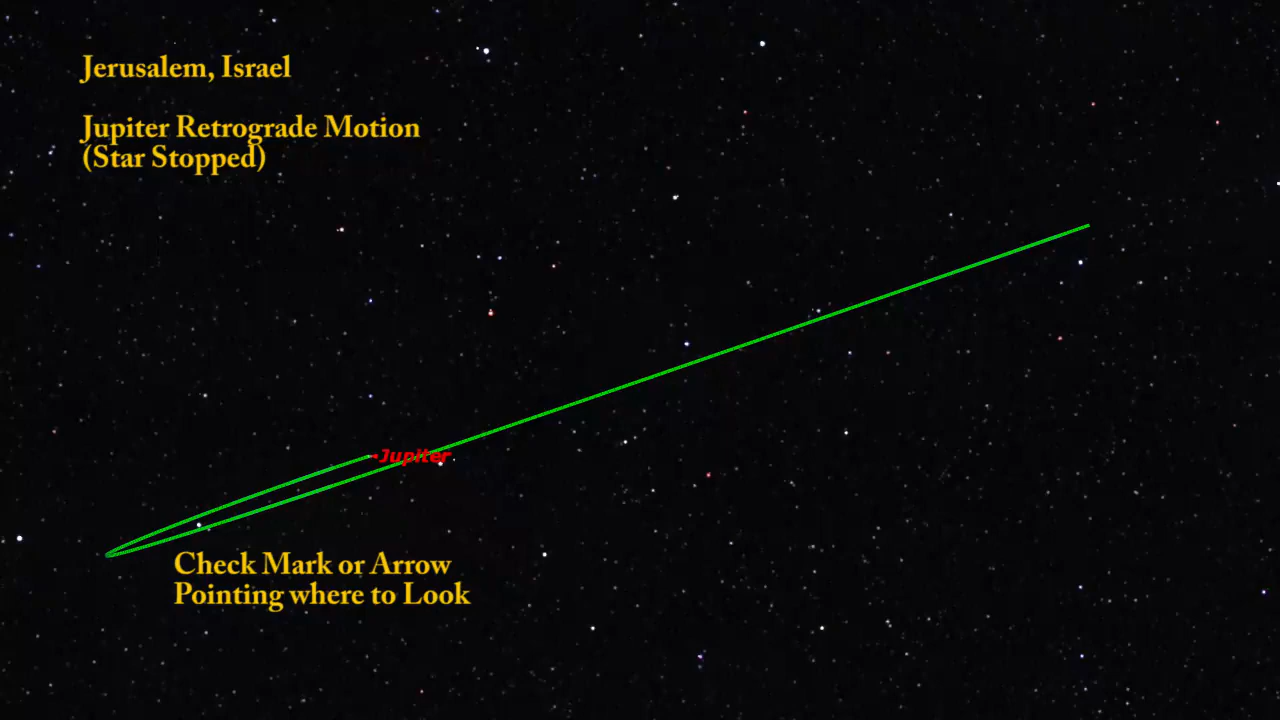 Jerusalem, Israel
Jupiter Retrograde Motion
(Star Stopped)
Jupiter
Check Mark or Arrow
Pointing where to Look